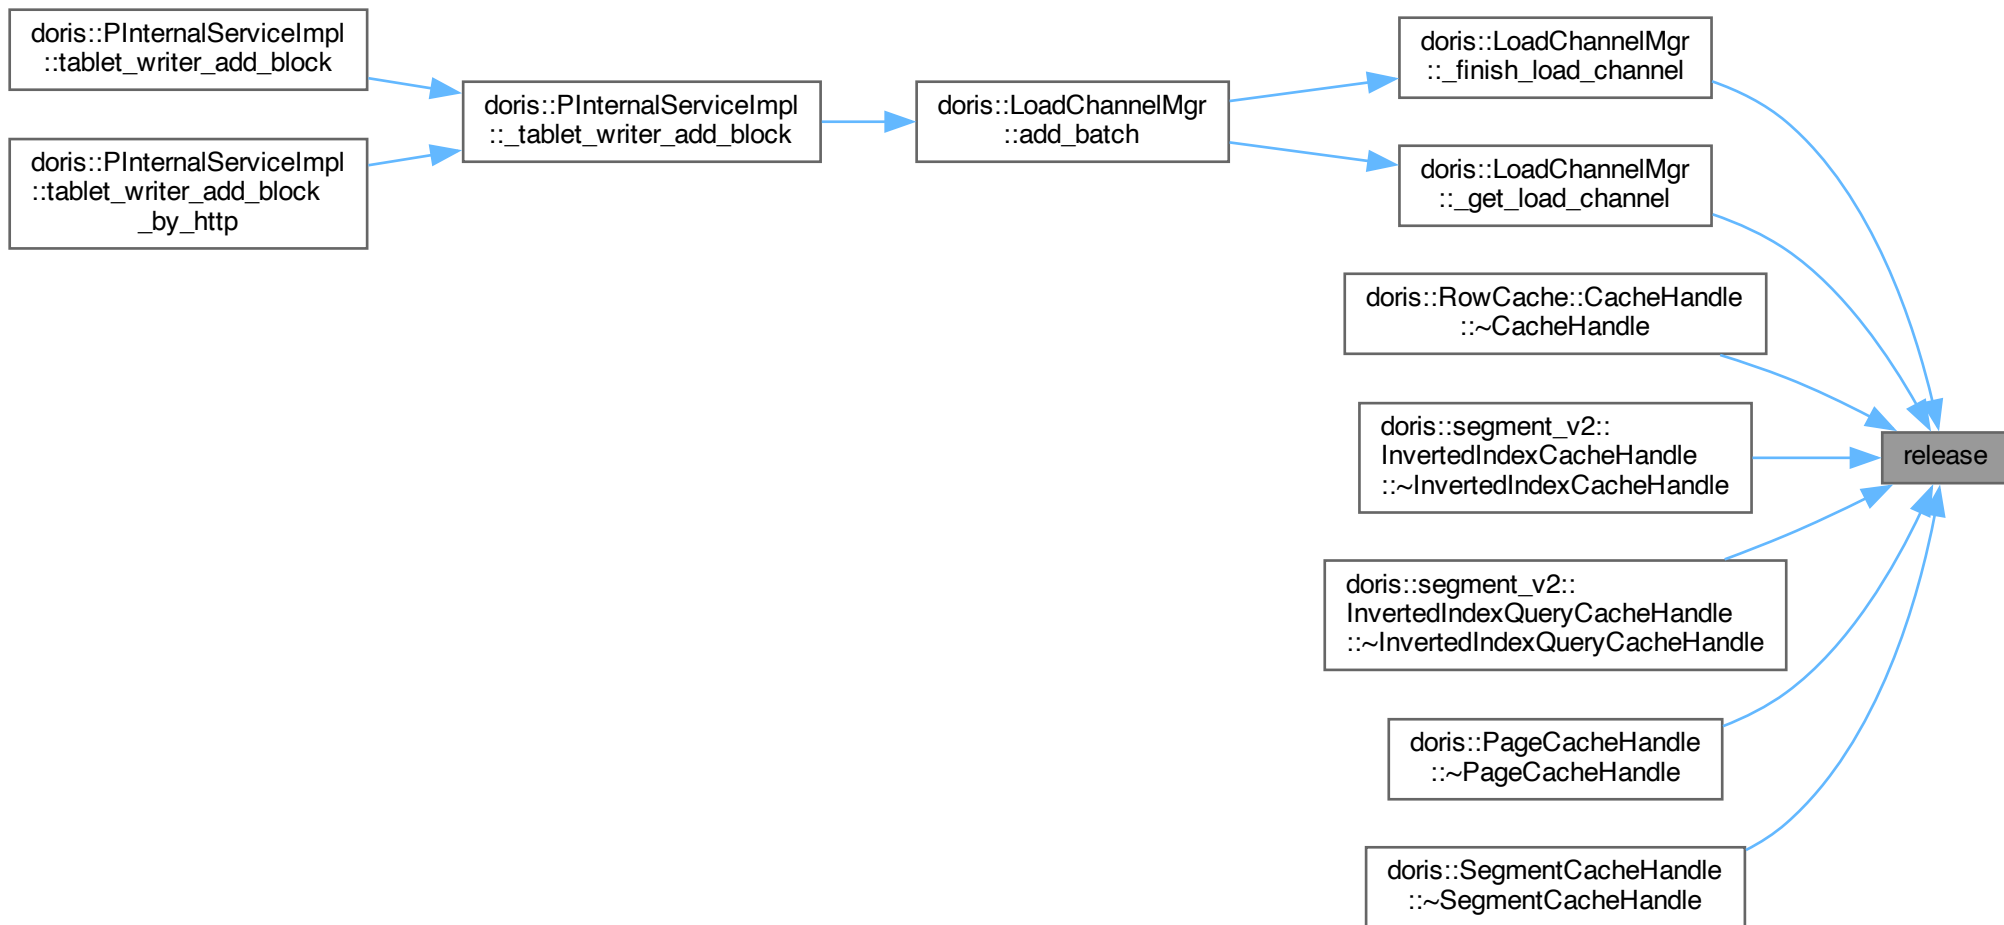 doris::PInternalServiceImpl
::tablet_writer_add_block
doris::PInternalServiceImpl
::tablet_writer_add_block
_by_http
doris::PInternalServiceImpl
::_tablet_writer_add_block
doris::LoadChannelMgr
::add_batch
doris::LoadChannelMgr
::_finish_load_channel
doris::LoadChannelMgr
::_get_load_channel
doris::RowCache::CacheHandle
::~CacheHandle
doris::segment_v2::
InvertedIndexCacheHandle
::~InvertedIndexCacheHandle
doris::segment_v2::
InvertedIndexQueryCacheHandle
::~InvertedIndexQueryCacheHandle
doris::PageCacheHandle
::~PageCacheHandle
doris::SegmentCacheHandle
::~SegmentCacheHandle
release